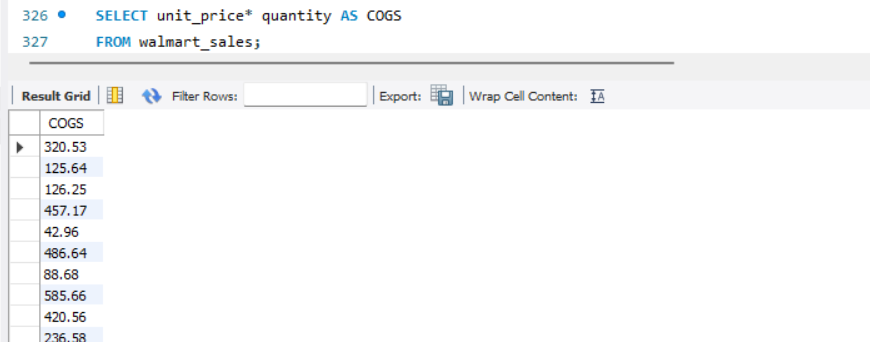 326 SELECT unit_price* quantity AS COGS
327 FROM walmart_sales;
Result Grid Filter Rows: Export: Wrap Cell Content: IA
COGS
320.53
125.64
126.25
457.17
42.96
486.64
88.68
585.66
420.56
236.58